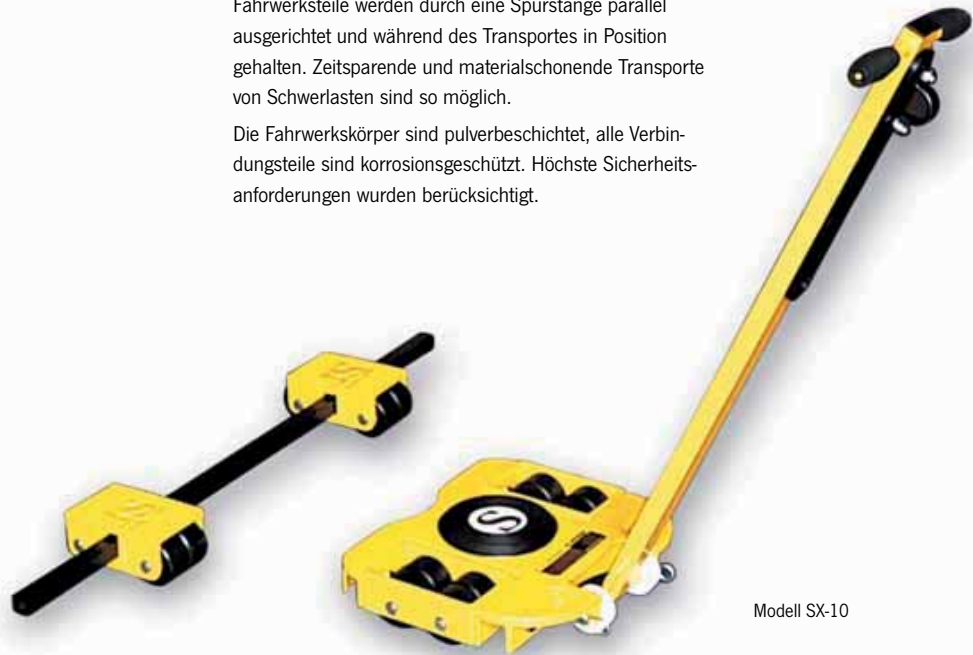 Fahrwerksteile werden durch eine Spurstange parallel
ausgerichtet und während des Transportes in Position
gehalten. Zeitsparende und materialschonende Transporte
von Schwerlasten sind so möglich.
Die Fahrwerkskörper sind pulverbeschichtet, alle Verbin-
dungsteile sind korrosionsgeschützt. Höchste Sicherheits-
anforderungen wurden berücksichtigt.
S
S
S
Modell SX-10